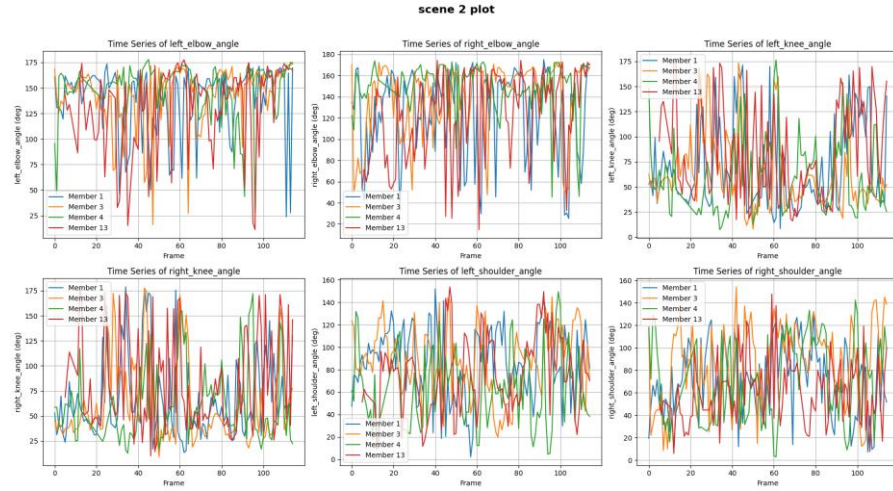 scene 2 plot
Time Series of left_elbow_angle
left_elbow_angle (deg)
175
150
125
100
75
50
25
Member 1
Member 3
Member 4
Member 13
0 20 40 60 80 100
Frame
Time Series of right_elbow_angle
right_elbow_angle (deg)
180
160
140
120
100
80
60
40
20
Member 1
Member 3
Member 4
Member 13
0 20 40 60 80 100
Frame
Time Series of left_knee_angle
left_knee_angle (deg)
175
150
125
100
75
50
25
0
Member 1
Member 3
Member 4
Member 13
0 20 40 60 80 100
Frame
Time Series of right_knee_angle
right_knee_angle (deg)
175
150
125
100
75
50
25
Member 1
Member 3
Member 4
Member 13
0 20 40 60 80 100
Frame
Time Series of left_shoulder_angle
left_shoulder_angle (deg)
160
140
120
100
80
60
40
20
0
Member 1
Member 3
Member 4
Member 13
0 20 40 60 80 100
Frame
Time Series of right_shoulder_angle
right_shoulder_angle (deg)
160
140
120
100
80
60
40
20
0
Member 1
Member 3
Member 4
Member 13
0 20 40 60 80 100
Frame